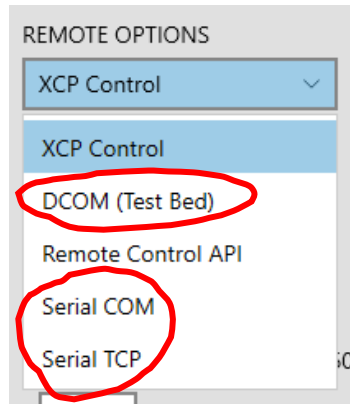 REMOTE OPTIONS
XCP Control
XCP Control
DCOM (Test Bed)
Remote Control API
Serial COM
Serial TCP